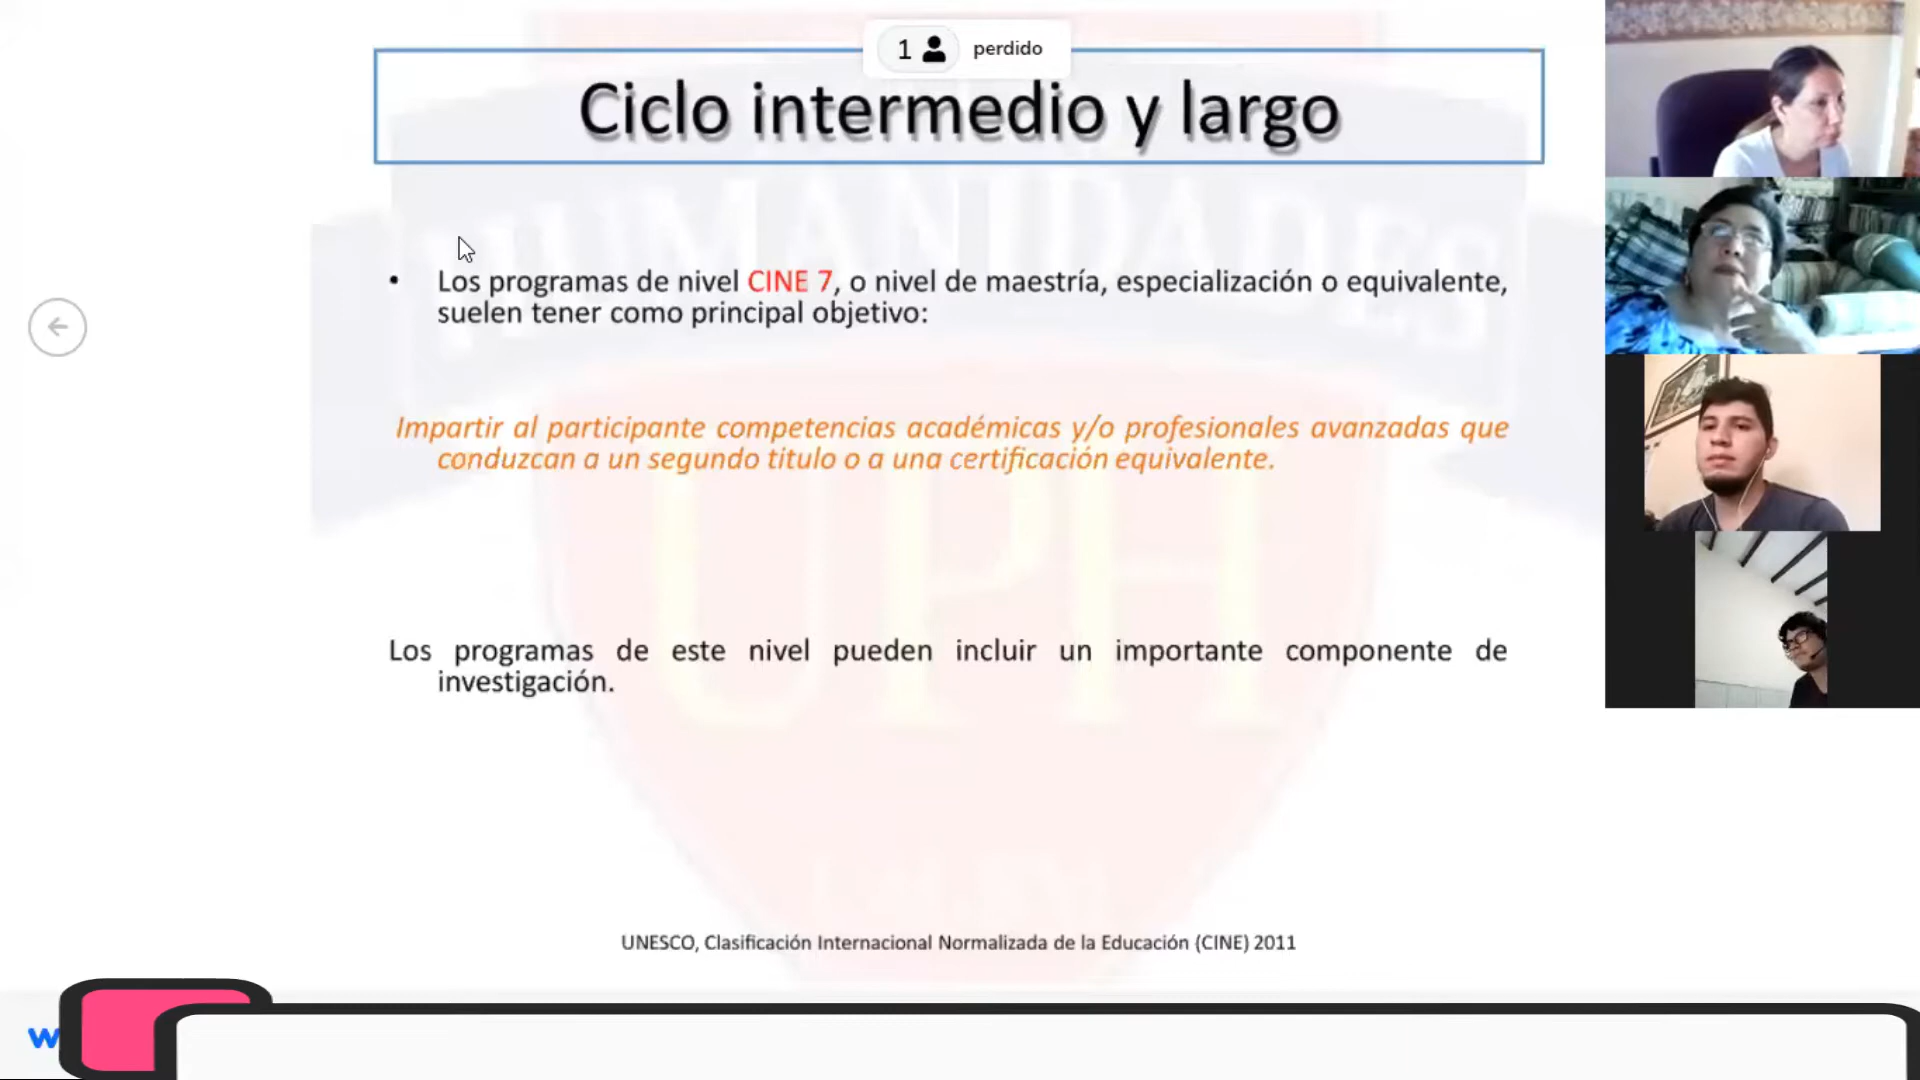 1 perdido
Ciclo intermedio y largo
HUMANIDADES
• Los programas de nivel CINE 7, o nivel de maestría, especialización o equivalente,
suelen tener como principal objetivo:
Impartir al participante competencias académicas y/o profesionales avanzadas que
conduzcan a un segundo titulo o a una certificación equivalente.
UPH
Los programas de este nivel pueden incluir un importante componente de
investigación.
UNESCO, Clasificación Internacional Normalizada de la Educación (CINE) 2011
w